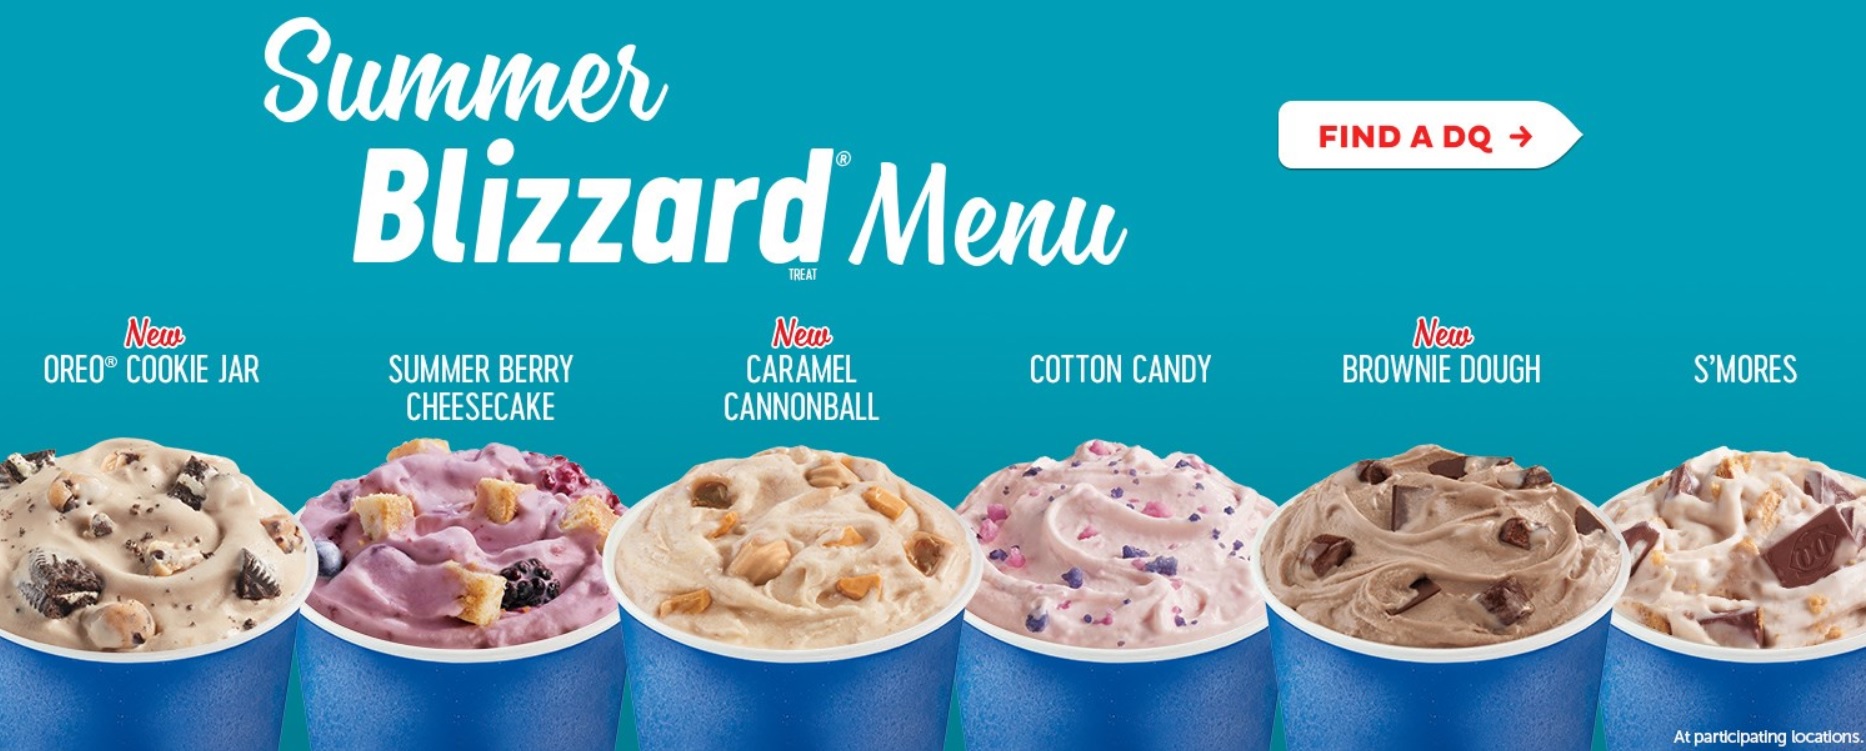 Summer
Blizzard® Menu
TREAT
FIND A DQ →
New
OREO® COOKIE JAR
SUMMER BERRY
CHEESECAKE
New
CARAMEL
CANNONBALL
COTTON CANDY
New
BROWNIE DOUGH
S'MORES
At participating locations.